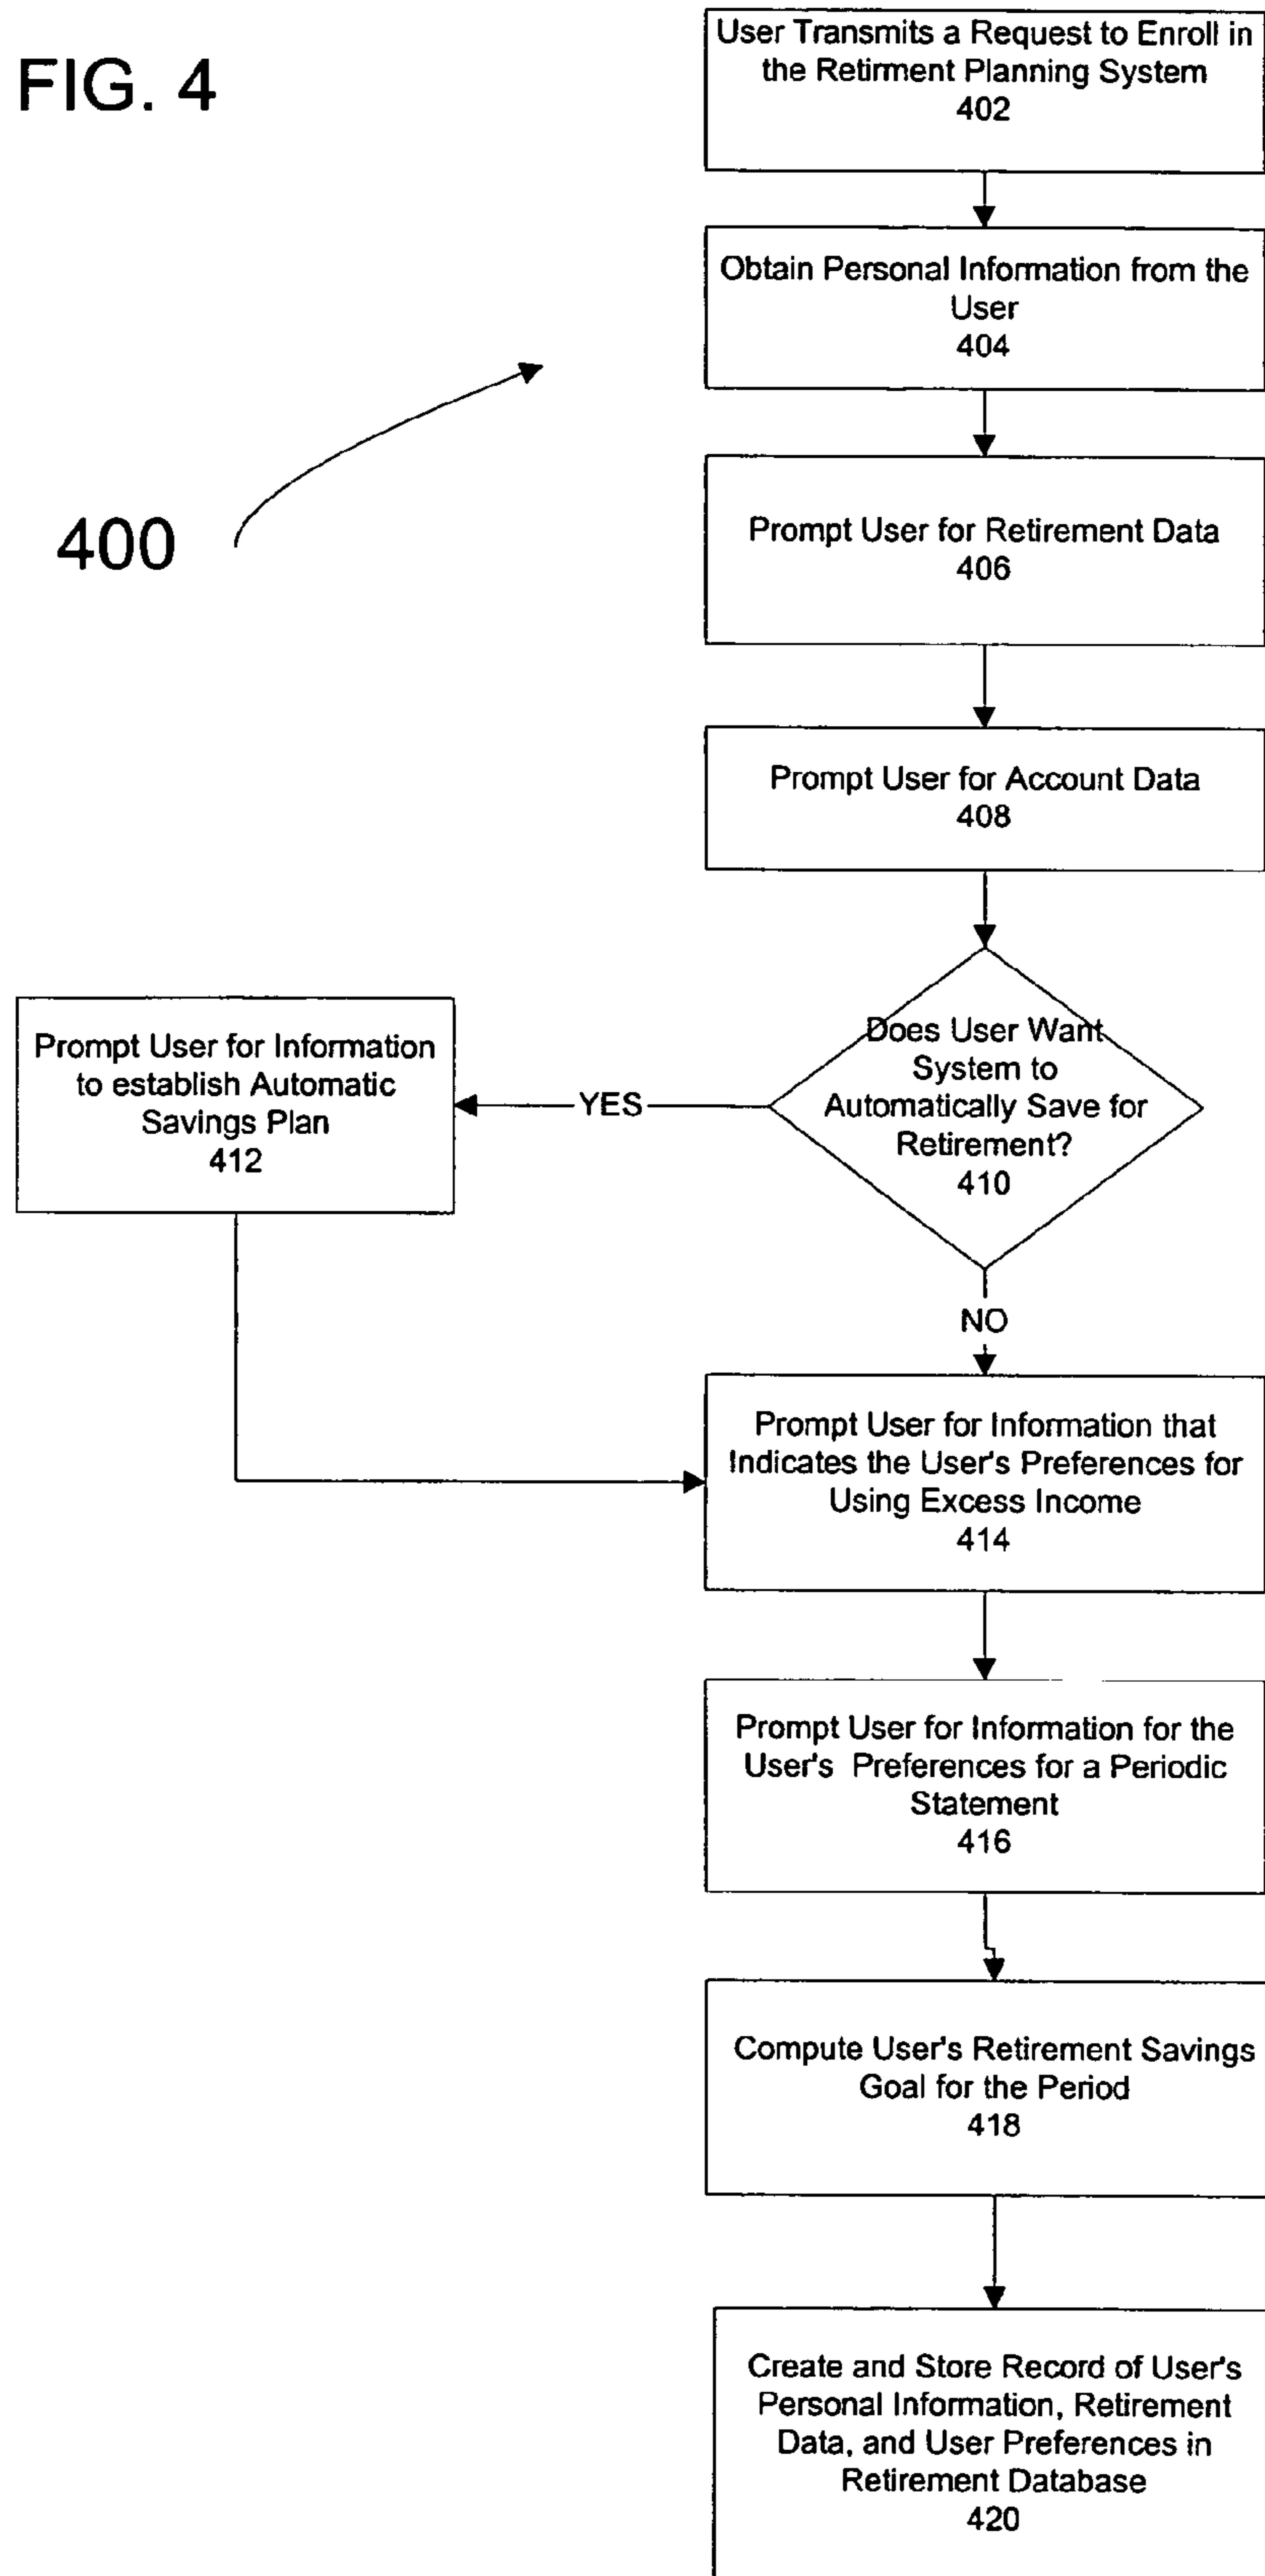 FIG. 4
User Transmits a Request to Enroll in
the Retirment Planning System
402
Obtain Personal Information from the
User
404
400
Prompt User for Retirement Data
406
Prompt User for Account Data
408
Does User Want
System to
Automatically Save for
Retirement?
410
YES
Prompt User for Information
to establish Automatic
Savings Plan
412
NO
Prompt User for Information that
Indicates the User's Preferences for
Using Excess Income
414
Prompt User for Information for the
User's Preferences for a Periodic
Statement
416
Compute User's Retirement Savings
Goal for the Period
418
Create and Store Record of User's
Personal Information, Retirement
Data, and User Preferences in
Retirement Database
420